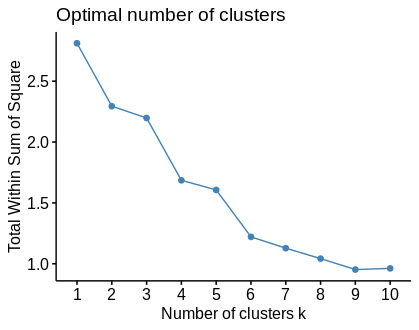 Optimal number of clusters
Total Within Sum of Square
2.5
2.0
1.5
1.0
1 2 3 4 5 6 7 8 9 10
Number of clusters k